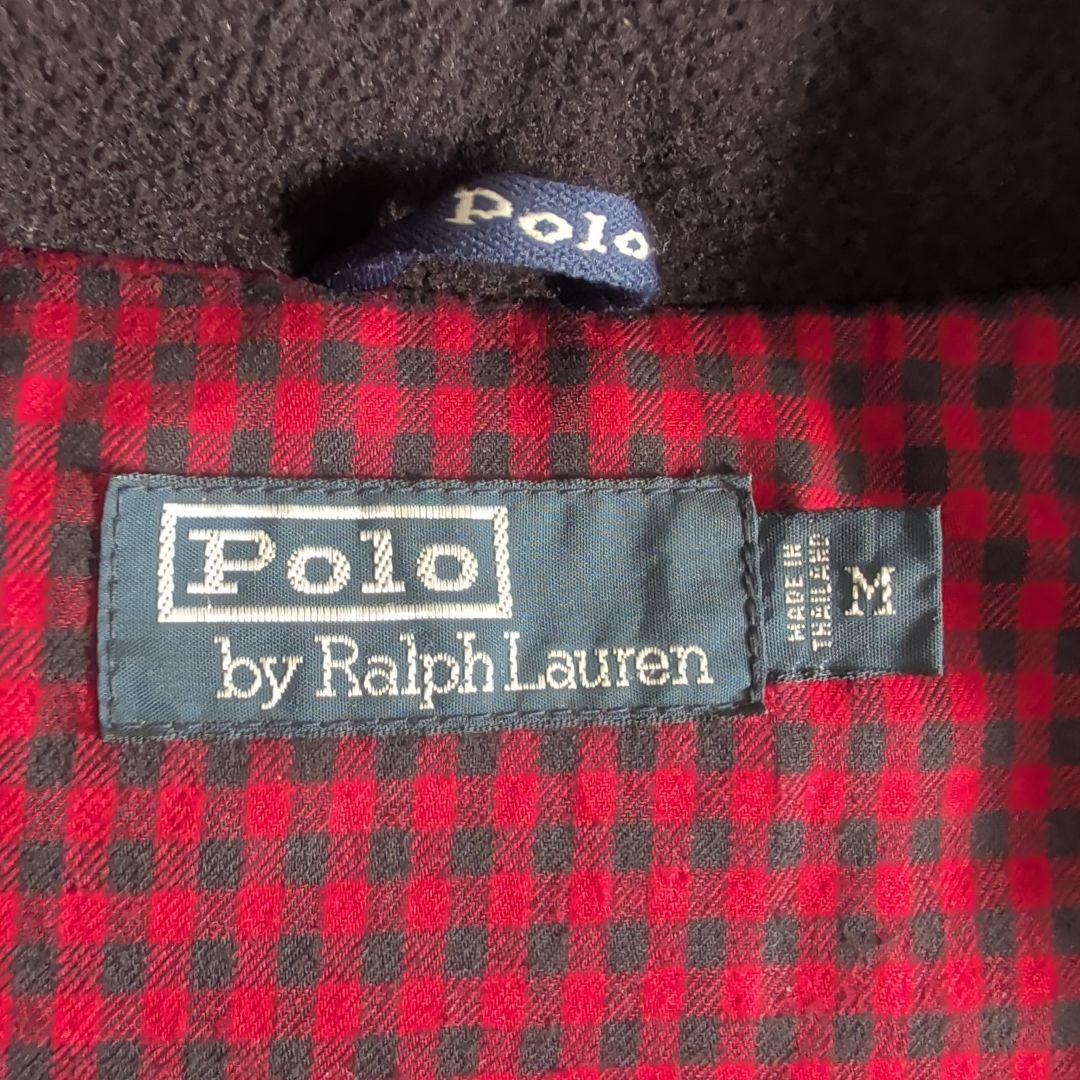 Polo
Polo
by Ralph Lauren
MADE IN
THAILAND
M